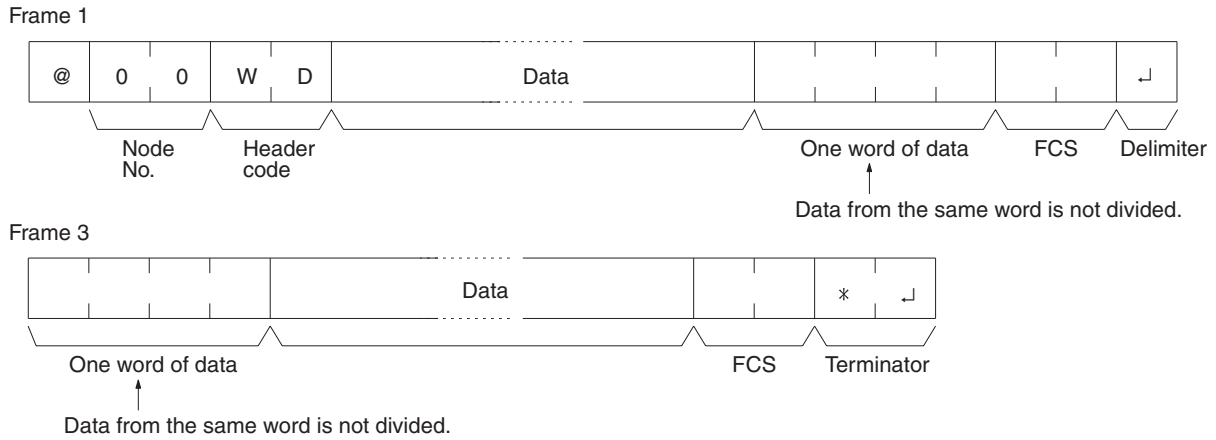 Frame 1
@ 0 0 W D Data ↵
Node No. Header code One word of data FCS Delimiter
Data from the same word is not divided.
Frame 3
Data * ↵
One word of data FCS Terminator
Data from the same word is not divided.